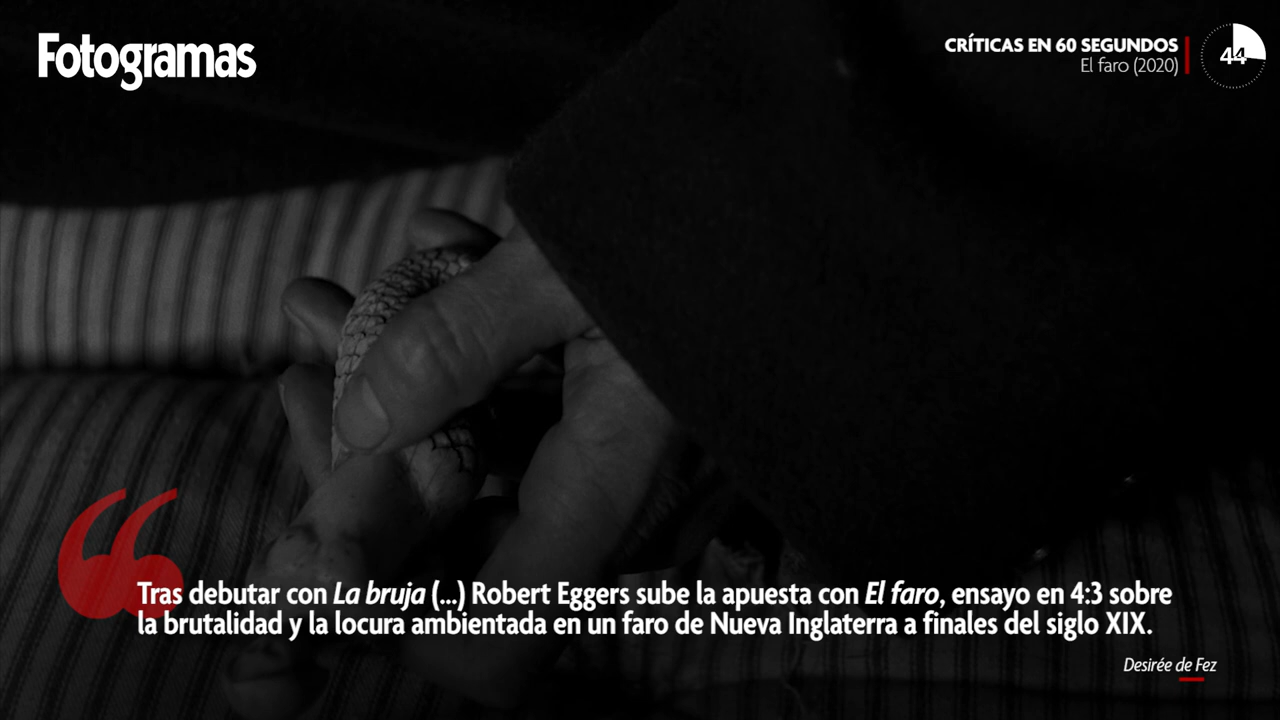 Fotogramas
CRÍTICAS EN 60 SEGUNDOS
El faro (2020)
44
Tras debutar con La bruja (...) Robert Eggers sube la apuesta con El faro, ensayo en 4:3 sobre
la brutalidad y la locura ambientada en un faro de Nueva Inglaterra a finales del siglo XIX.
Desirée de Fez